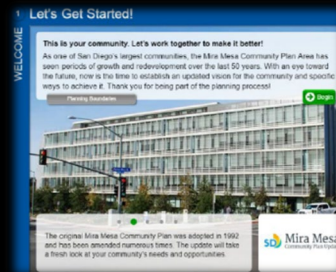 1 Let's Get Started!
WELCOME
This is your community. Let's work together to make it better!
As one of San Diego's largest communities, the Mira Mesa Community Plan Area has
seen periods of growth and redevelopment over the last 50 years. With an eye toward
the future, now is the time to establish an updated vision for the community and specific
ways to achieve it. Thank you for being part of the planning process!
Planning Boundaries
Begin
The original Mira Mesa Community Plan was adopted in 1992
and has been amended numerous times. The update will take
a fresh look at your community's needs and opportunities.
SD Mira Mesa
Community Plan Update